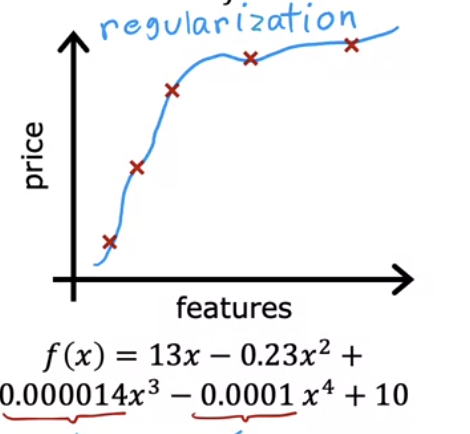 regularization
price
features
f(x) = 13x − 0.23x² +
0.000014x³ − 0.0001 x⁴ + 10